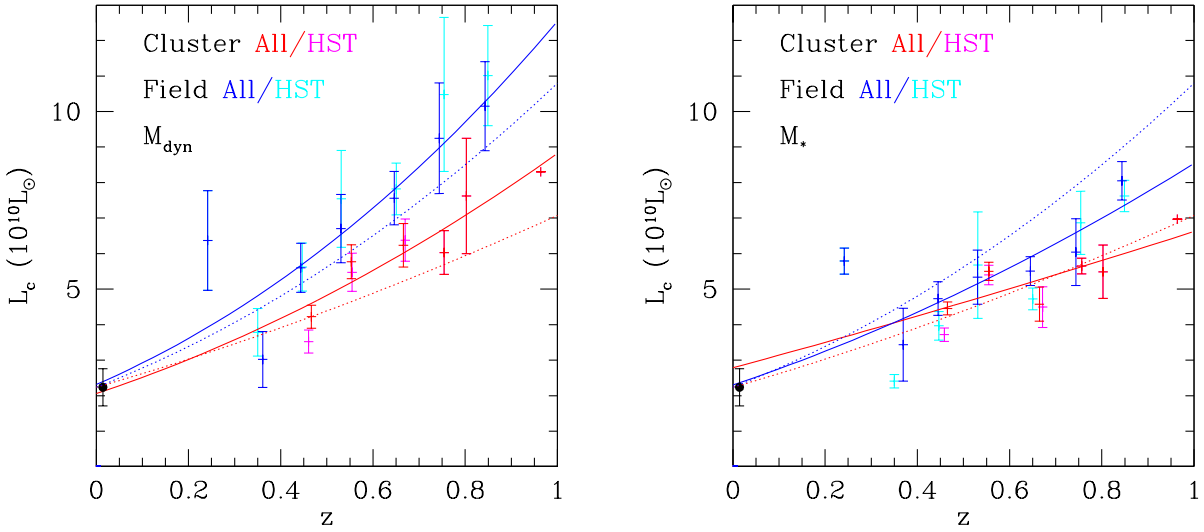 Cluster All/HST
Field All/HST
M_dyn
L_c (10^10 L_⊙)
10
5
0
0.2
0.4
0.6
0.8
1
z
Cluster All/HST
Field All/HST
M_*
L_c (10^10 L_⊙)
10
5
0
0.2
0.4
0.6
0.8
1
z